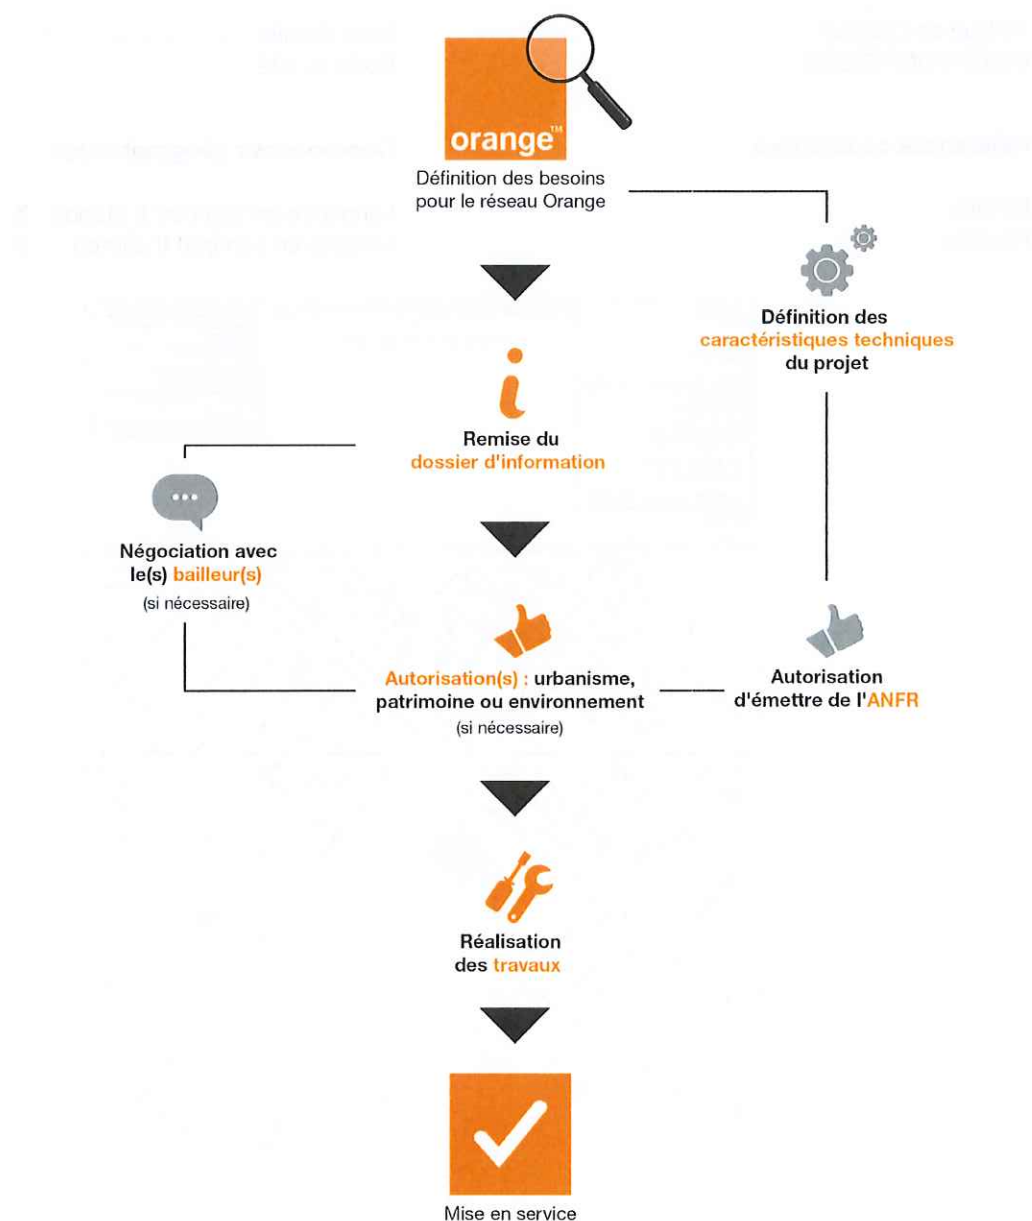 orange™
Définition des besoins
pour le réseau Orange
Définition des
caractéristiques techniques
du projet
Remise du
dossier d'information
Négociation avec
le(s) bailleur(s)
(si nécessaire)
Autorisation(s) : urbanisme,
patrimoine ou environnement
(si nécessaire)
Autorisation
d'émettre de l'ANFR
Réalisation
des travaux
Mise en service